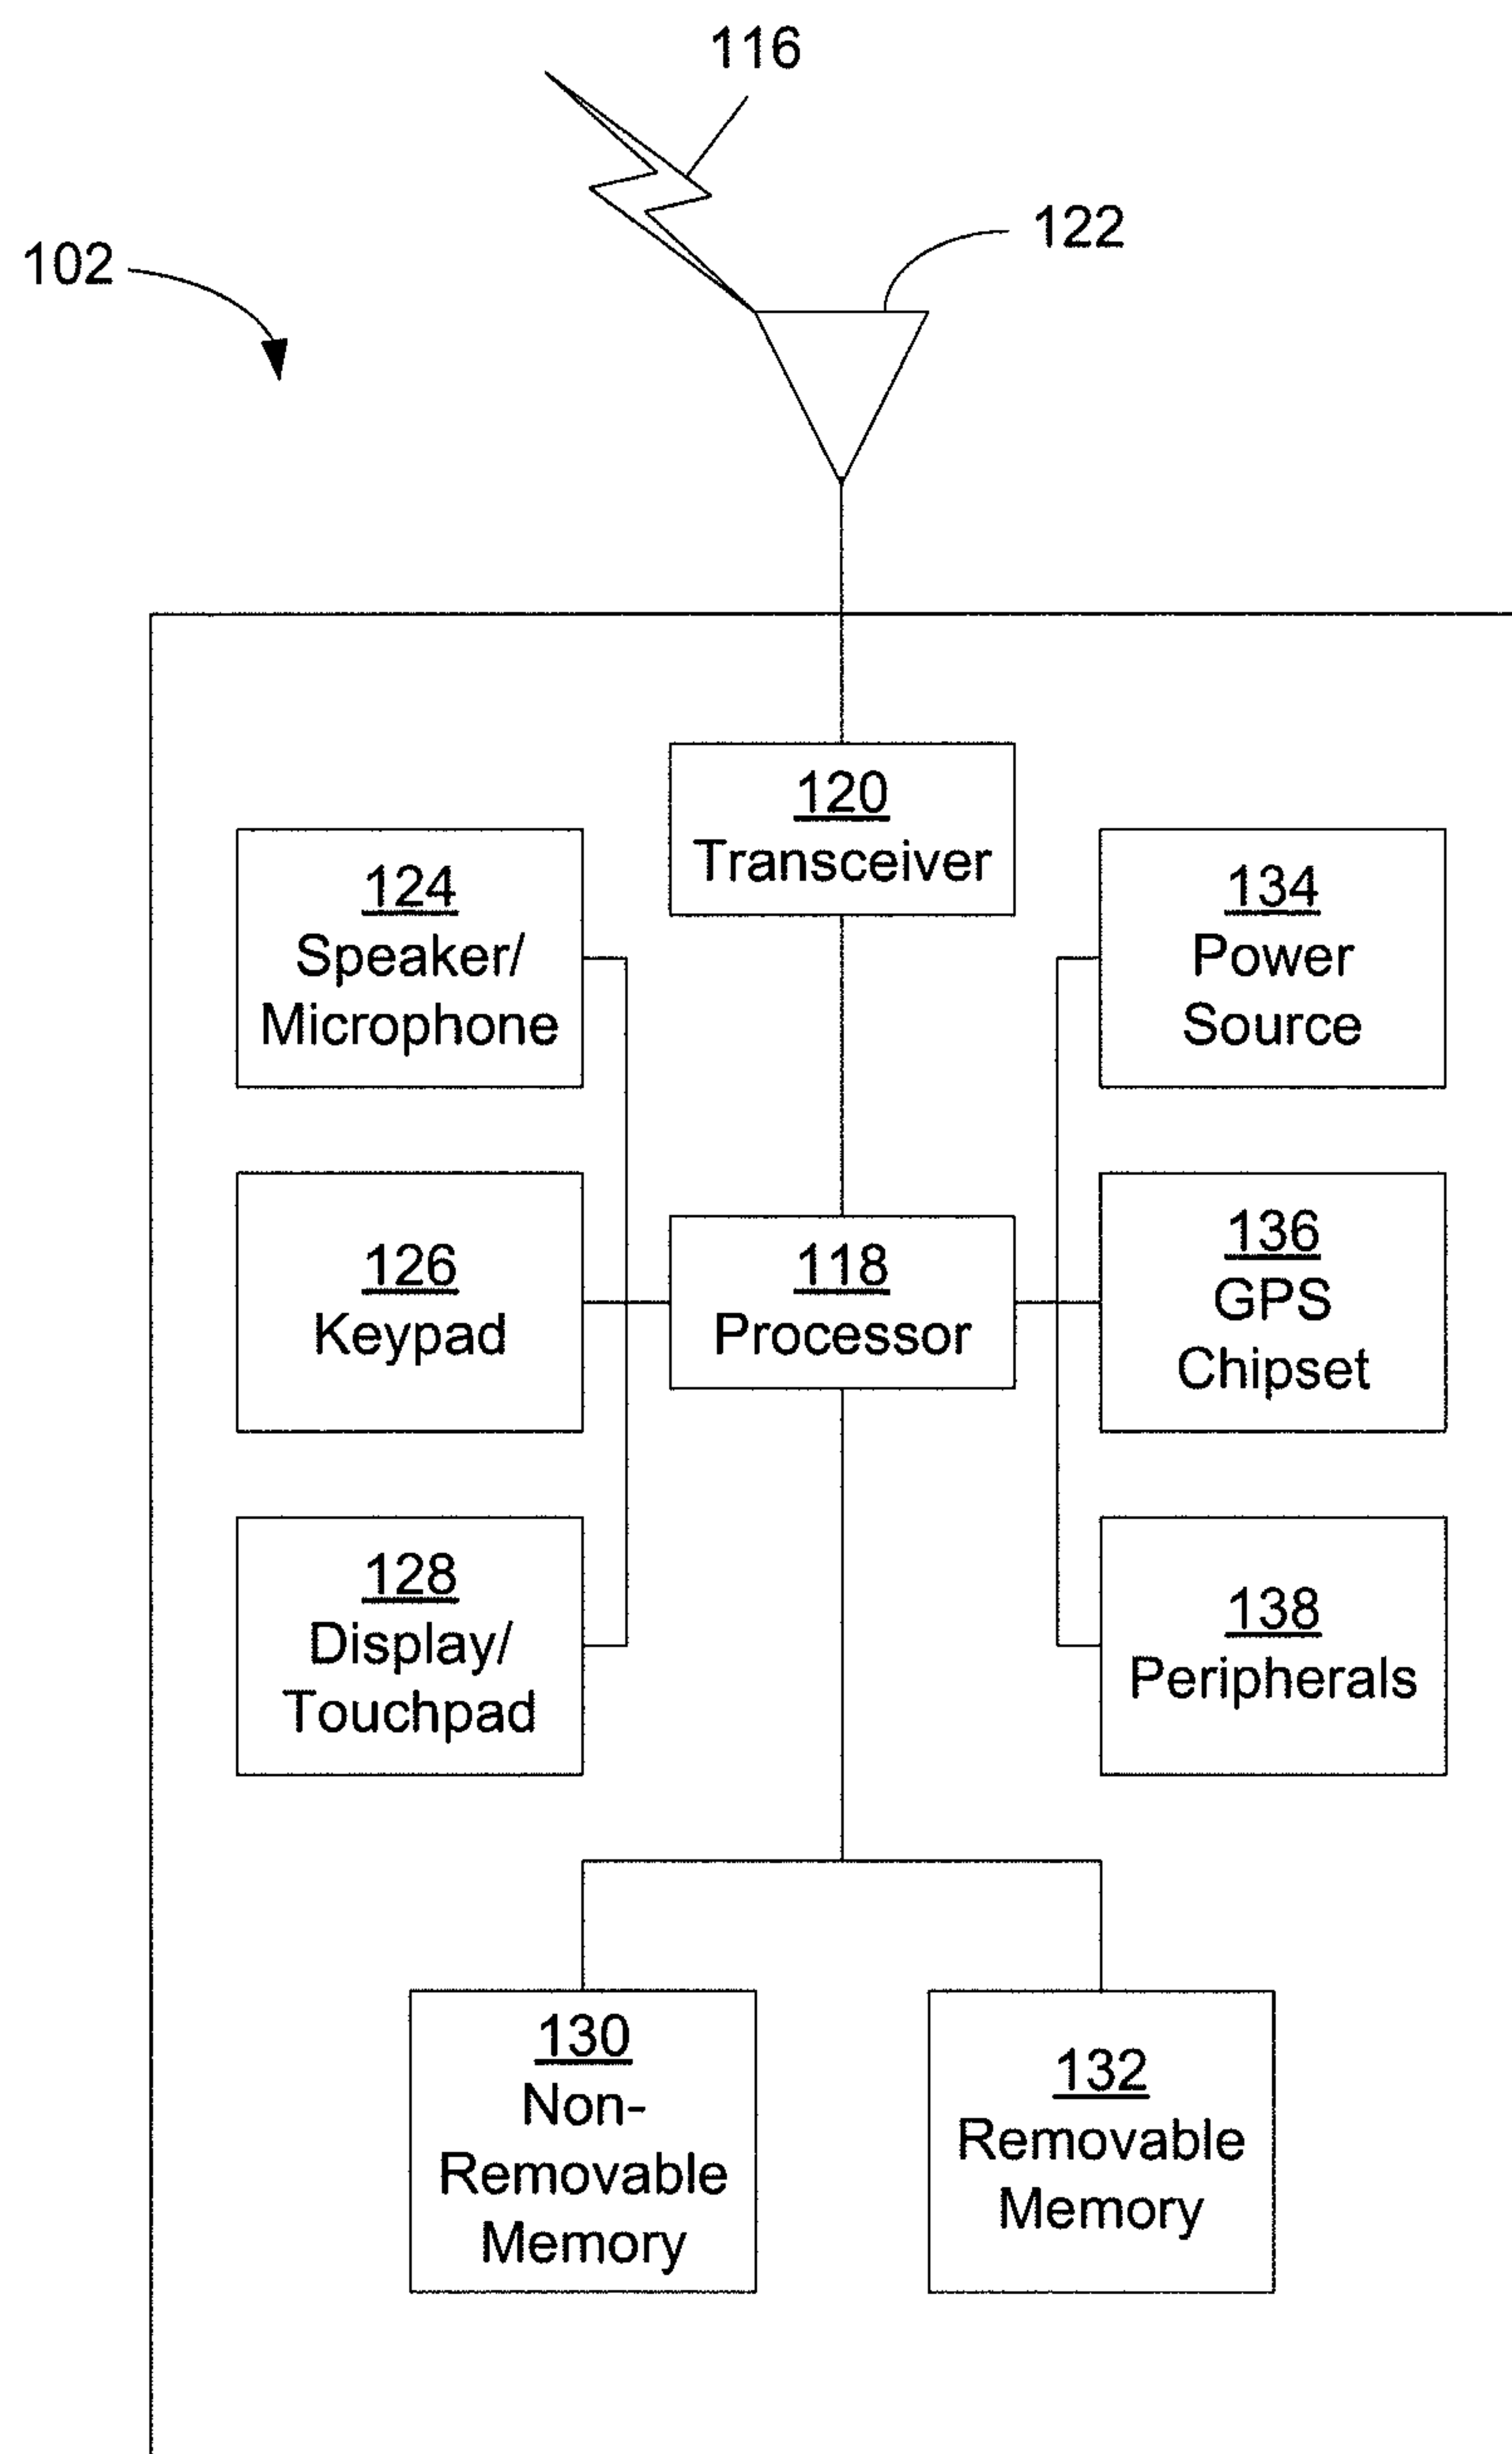 116
122
102
120
Transceiver
124
Speaker/
Microphone
134
Power
Source
126
Keypad
118
Processor
136
GPS
Chipset
128
Display/
Touchpad
138
Peripherals
130
Non-
Removable
Memory
132
Removable
Memory